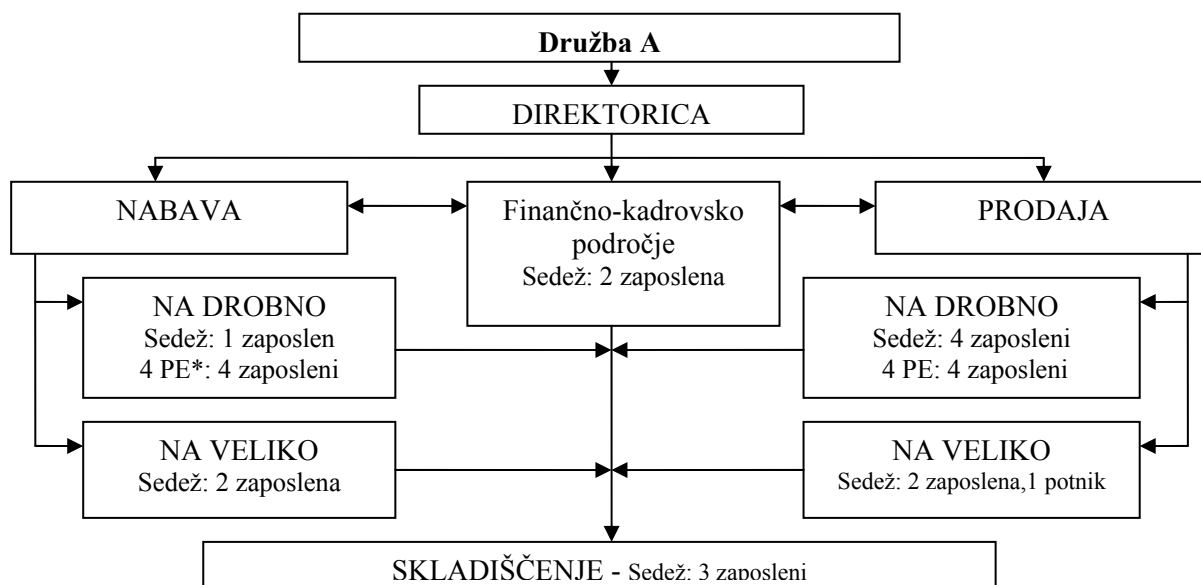 Družba A
DIREKTORICA
NABAVA
Finančno-kadrovsko
področje
Sedež: 2 zaposlena
PRODAJA
NA DROBNO
Sedež: 1 zaposlen
4 PE*: 4 zaposleni
NA DROBNO
Sedež: 4 zaposleni
4 PE: 4 zaposleni
NA VELIKO
Sedež: 2 zaposlena
NA VELIKO
Sedež: 2 zaposlena,1 potnik
SKLADIŠČENJE - Sedež: 3 zaposleni